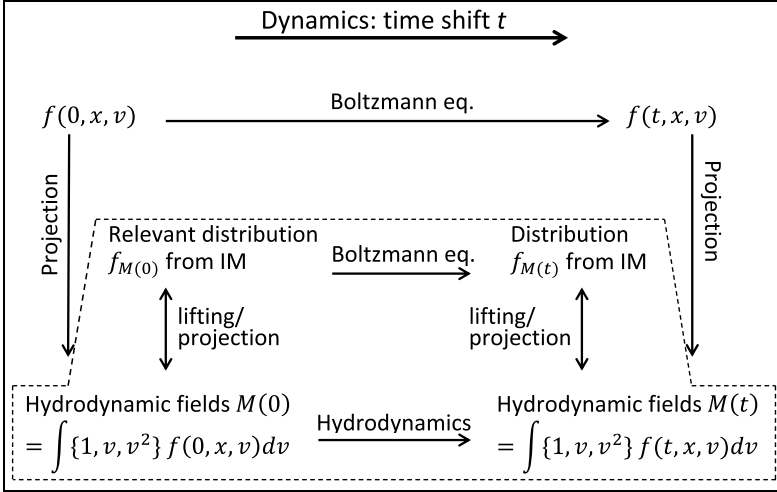 Dynamics: time shift t
Boltzmann eq.
f(0, x, v)
f(t, x, v)
Projection
Projection
Relevant distribution
f_{M(0)} from IM
Boltzmann eq.
Distribution
f_{M(t)} from IM
lifting/
projection
lifting/
projection
Hydrodynamic fields M(0)
= ∫{1, v, v²} f(0, x, v)dv
Hydrodynamics
Hydrodynamic fields M(t)
= ∫{1, v, v²} f(t, x, v)dv